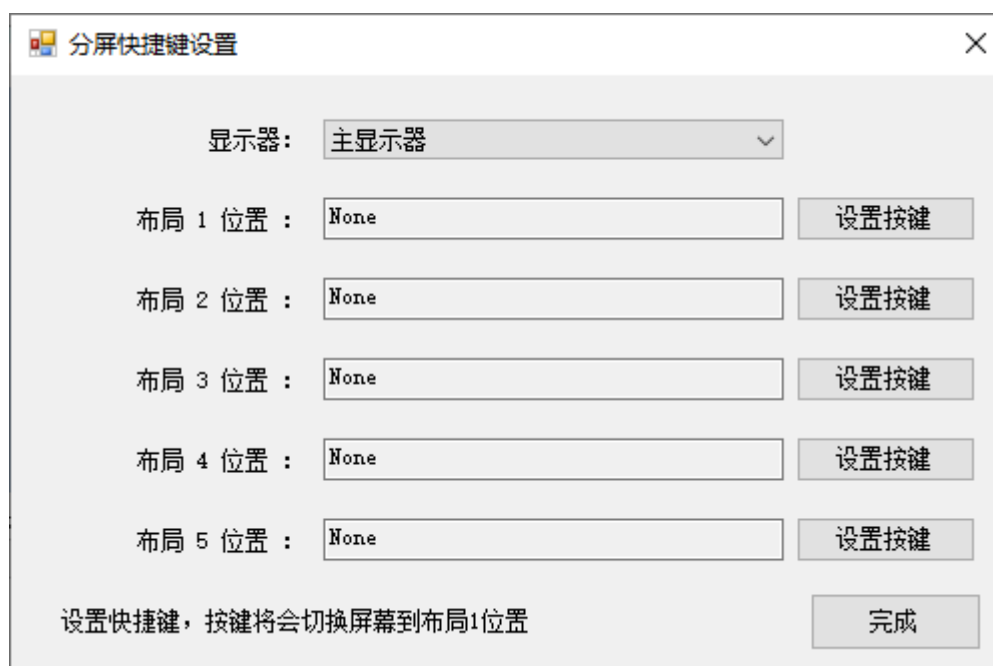 分屏快捷键设置
显示器： 主显示器
布局 1 位置 ： None 设置按键
布局 2 位置 ： None 设置按键
布局 3 位置 ： None 设置按键
布局 4 位置 ： None 设置按键
布局 5 位置 ： None 设置按键
设置快捷键，按键将会切换屏幕到布局1位置 完成